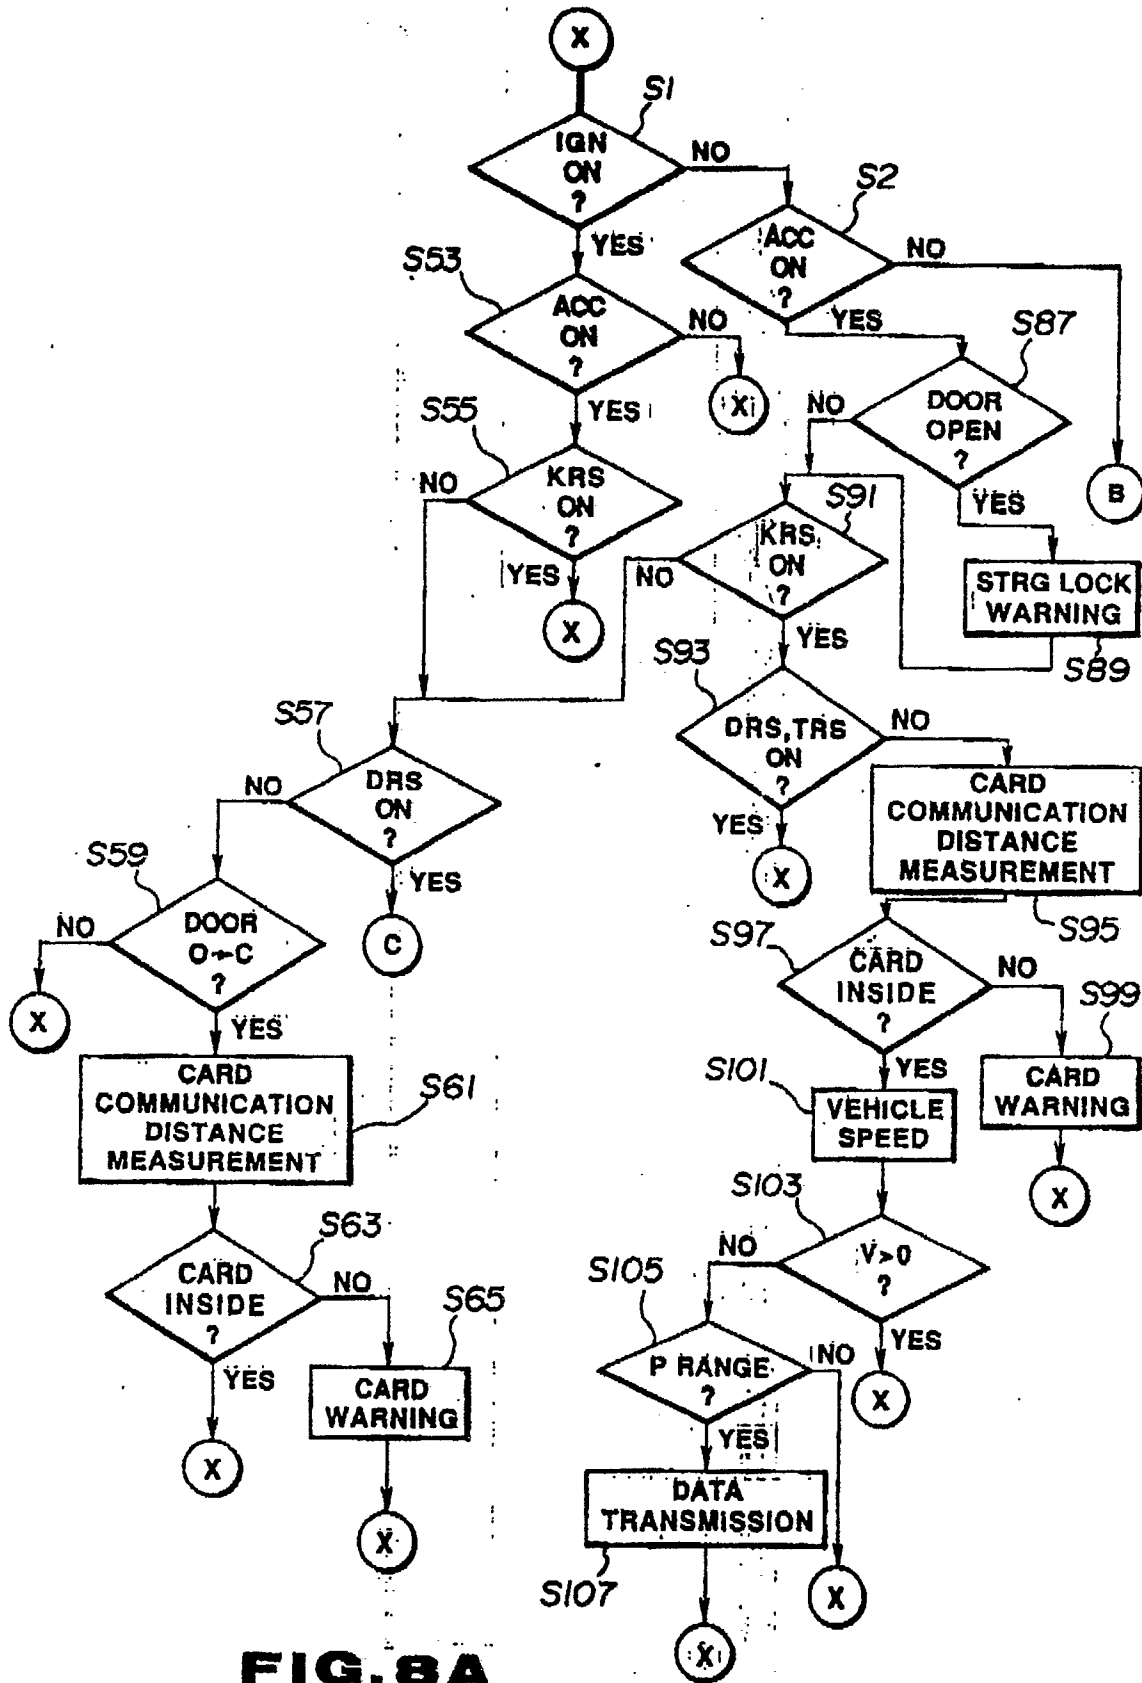 X
S1
IGN
ON
?
NO
YES
S2
ACC
ON
?
NO
YES
S53
ACC
ON
?
NO
X
YES
S87
DOOR
OPEN
?
NO
YES
B
S55
KRS
ON
?
NO
YES
X
S91
KRS
ON
?
NO
YES
STRG LOCK
WARNING
S89
S93
DRS, TRS
ON
?
NO
YES
X
S57
DRS
ON
?
NO
YES
C
CARD
COMMUNICATION
DISTANCE
MEASUREMENT
S95
S59
DOOR
O←C
?
NO
X
YES
S97
CARD
INSIDE
?
NO
YES
S99
CARD
WARNING
X
CARD
COMMUNICATION
DISTANCE
MEASUREMENT
S61
S101
VEHICLE
SPEED
S103
V>0
?
NO
YES
X
S63
CARD
INSIDE
?
NO
YES
X
S65
CARD
WARNING
X
S105
P RANGE
?
NO
YES
X
DATA
TRANSMISSION
S107
X
FIG. 8A